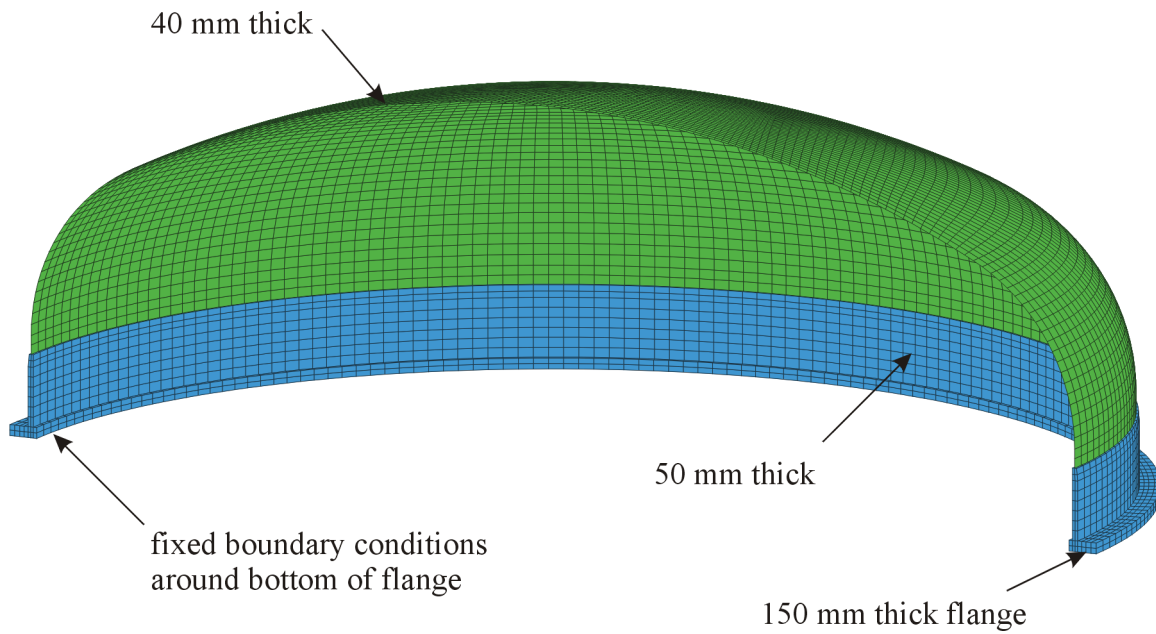 40 mm thick
50 mm thick
fixed boundary conditions
around bottom of flange
150 mm thick flange